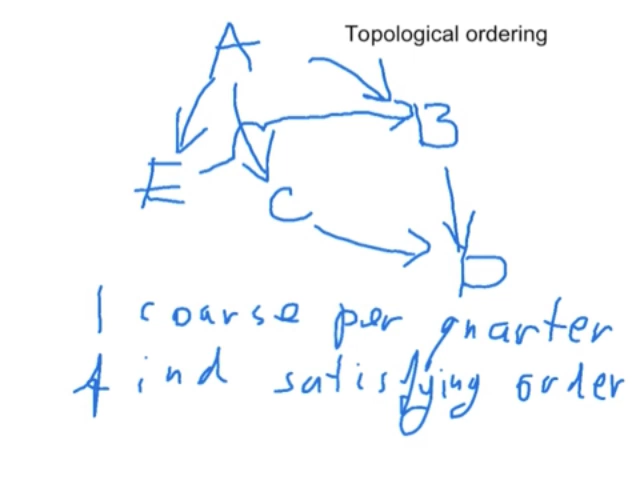 Topological ordering
A
B
E
C
D
1 coarse per quarter
find satisfying order